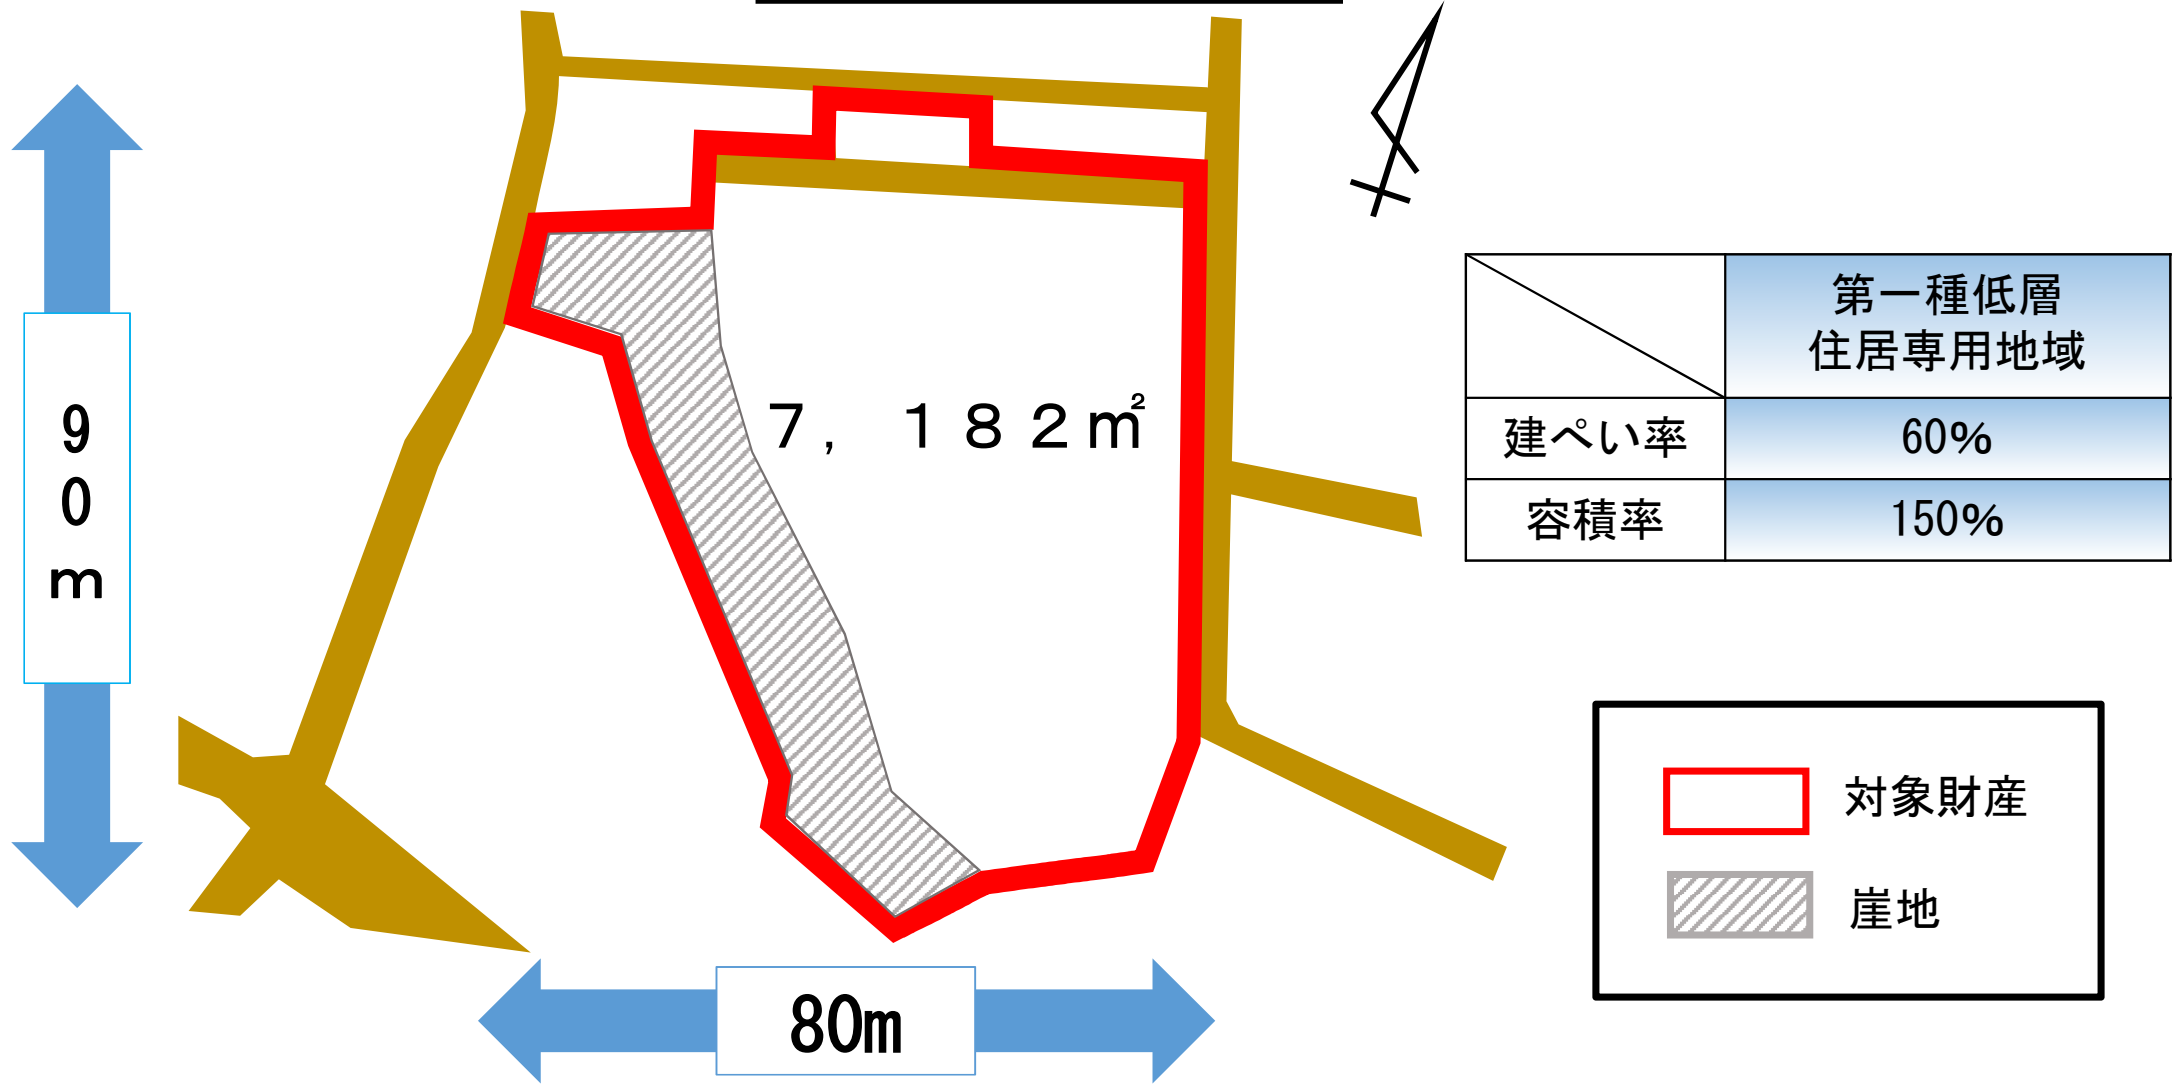 90m
7，182㎡
80m
第一種低層
住居専用地域
建ぺい率 60%
容積率 150%
対象財産
崖地